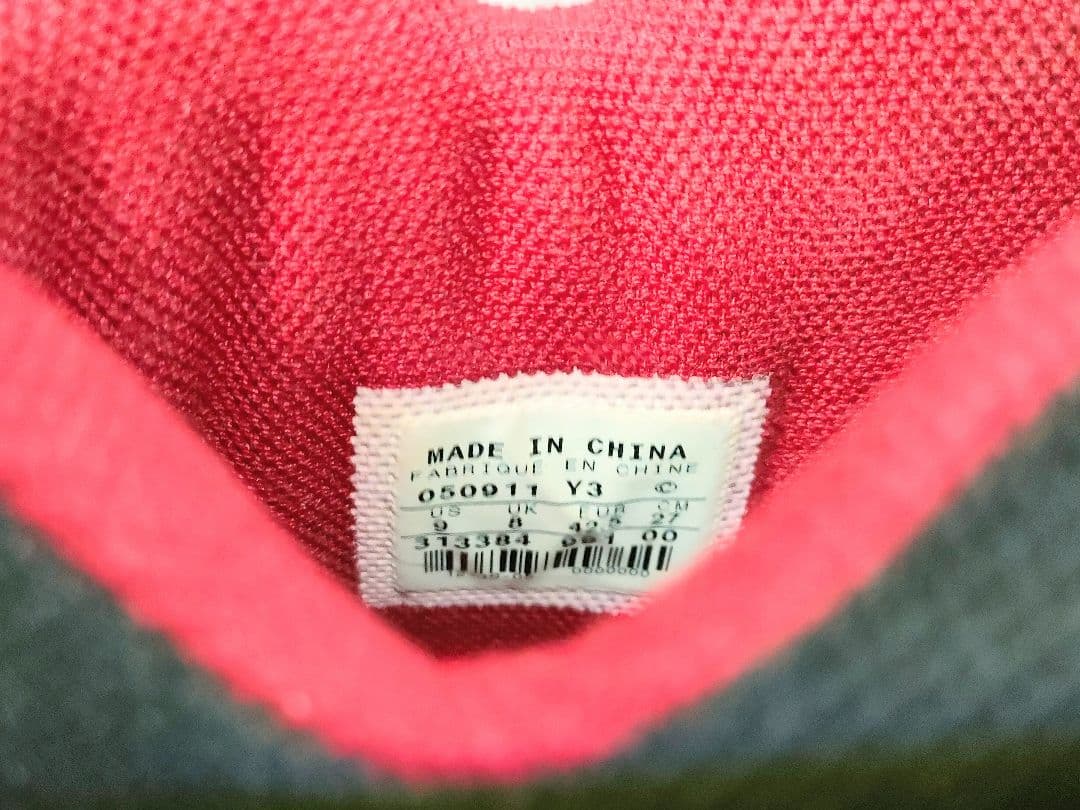 MADE IN CHINA
FABRIQUE EN CHINE
050911 Y3 ©
US UK EUR CM
9 8 42.5 27
313384 00